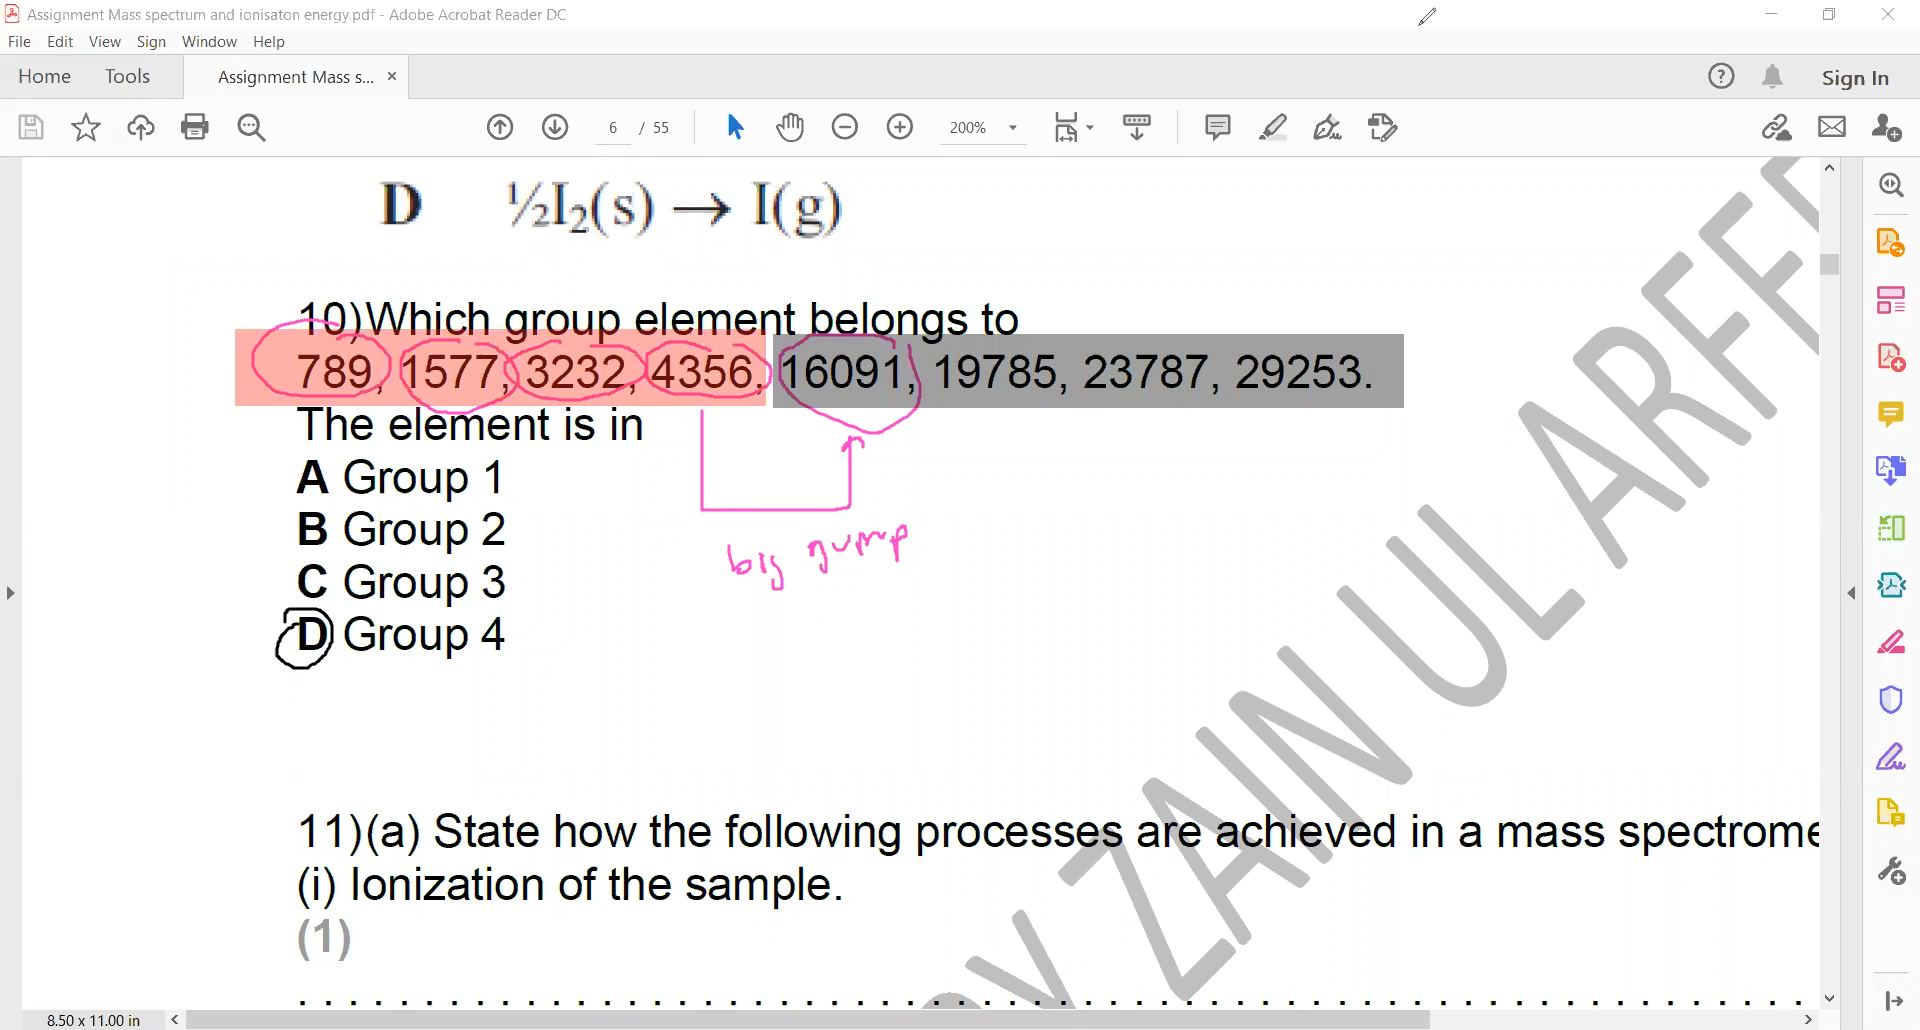 Assignment Mass spectrum and ionisaton energy.pdf - Adobe Acrobat Reader DC
File Edit View Sign Window Help
Home Tools Assignment Mass s... × Sign In
6 / 55 200%
D ½I₂(s) → I(g)
10)Which group element belongs to
789, 1577, 3232, 4356, 16091, 19785, 23787, 29253.
The element is in
A Group 1
big jump
B Group 2
C Group 3
D Group 4
11)(a) State how the following processes are achieved in a mass spectrome
(i) Ionization of the sample.
(1)
ZAIN UL ARFE
8.50 x 11.00 in